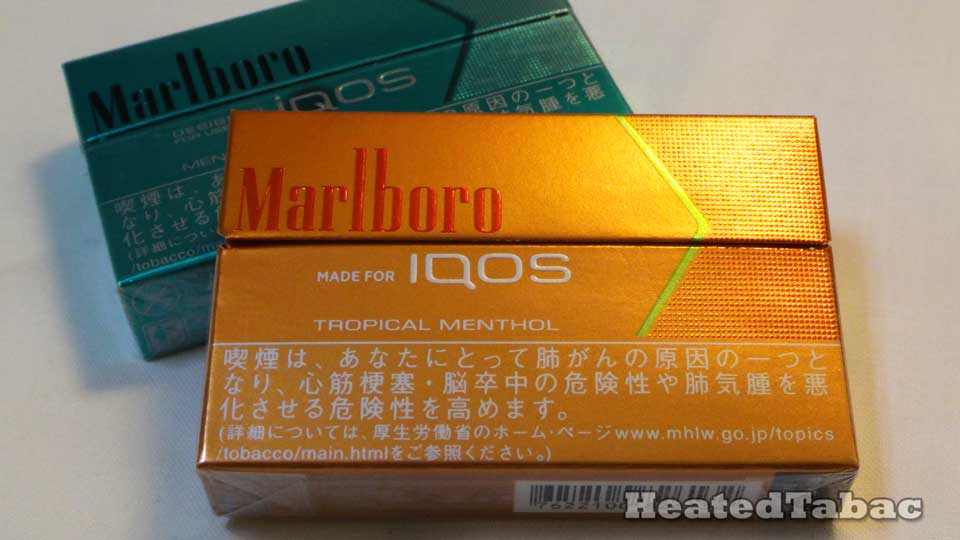 Marlboro
IQOS
原因の一つと
気腫を悪
喫煙は、あ
なり、心筋
化させる
(詳細につい
/tobacco/ma
Marlboro
MADE FOR IQOS
TROPICAL MENTHOL
喫煙は、あなたにとって肺がんの原因の一つと
なり、心筋梗塞・脳卒中の危険性や肺気腫を悪
化させる危険性を高めます。
(詳細については、厚生労働省のホーム・ページwww.mhlw.go.jp/topics
/tobacco/main.htmlをご参照ください。)
HeatedTabac